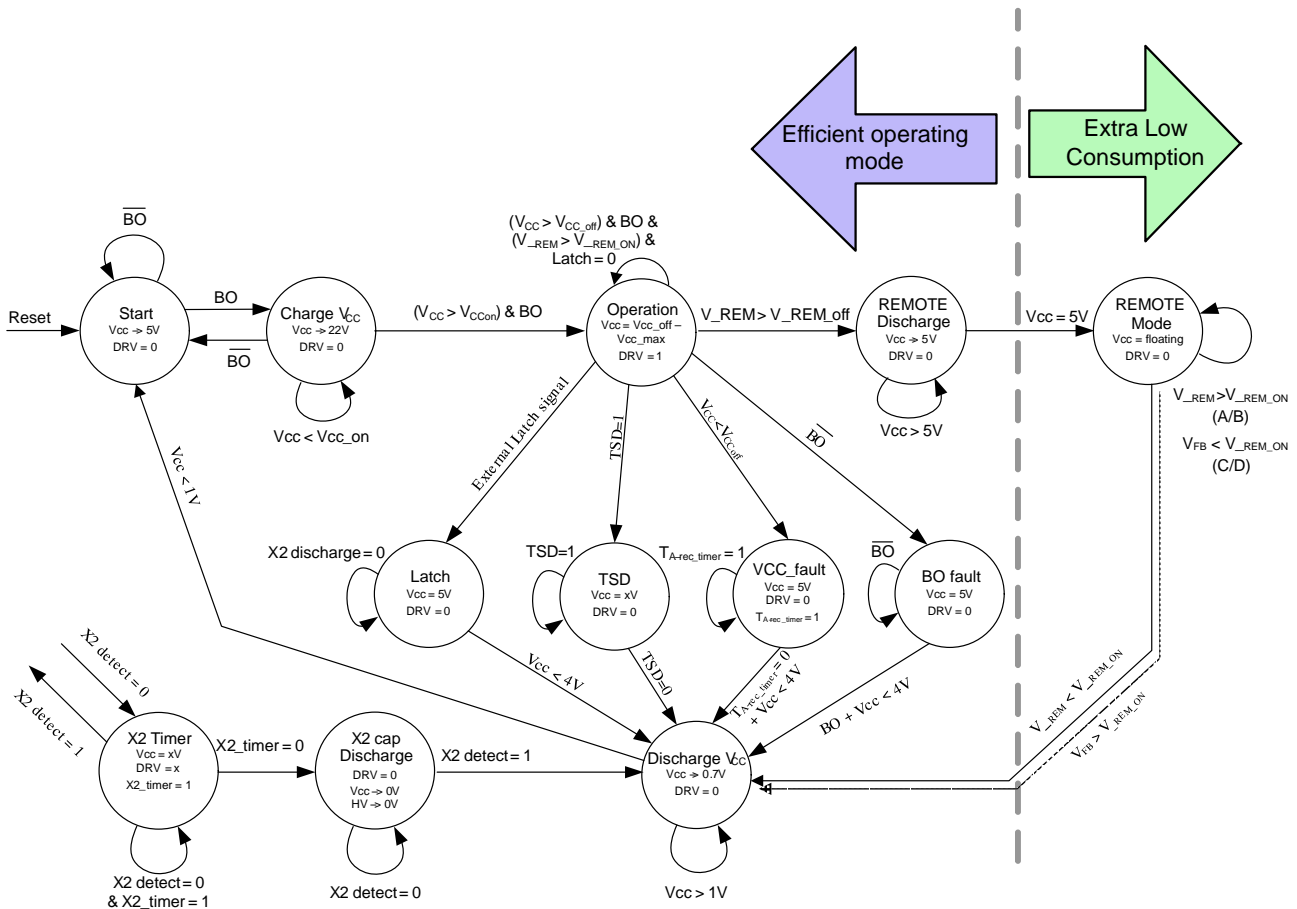 Efficient operating
mode
Extra Low
Consumption
B̅O̅
(VCC > VCC_off) & BO &
(V_REM > V_REM_ON) &
Latch = 0
Reset
Start
Vcc → 5V
DRV = 0
BO
B̅O̅
Charge VCC
Vcc → 22V
DRV = 0
(VCC > VCCon) & BO
Operation
Vcc = Vcc_off –
Vcc_max
DRV = 1
V_REM > V_REM_off
REMOTE
Discharge
Vcc → 5V
DRV = 0
Vcc = 5V
REMOTE
Mode
Vcc = floating
DRV = 0
Vcc < Vcc_on
Vcc > 5V
V_REM > V_REM_ON
(A/B)
VFB < V_REM_ON
(C/D)
Vcc < 1V
External Latch signal
TSD=1
VCC < VCCoff
B̅O̅
X2 discharge = 0
Latch
Vcc = 5V
DRV = 0
TSD=1
TSD
Vcc = xV
DRV = 0
TA-rec_timer = 1
VCC_fault
Vcc = 5V
DRV = 0
TA-rec_timer = 1
B̅O̅
BO fault
Vcc = 5V
DRV = 0
Vcc < 4V
TSD=0
TA-rec_timer = 0
+ Vcc < 4V
BO + Vcc < 4V
V_REM < V_REM_ON
VFB > V_REM_ON
X2 detect = 0
X2 detect = 1
X2 Timer
Vcc = xV
DRV = x
X2_timer = 1
X2_timer = 0
X2 cap
Discharge
DRV = 0
Vcc → 0V
HV → 0V
X2 detect = 1
Discharge VCC
Vcc → 0.7V
DRV = 0
X2 detect = 0
& X2_timer = 1
X2 detect = 0
Vcc > 1V